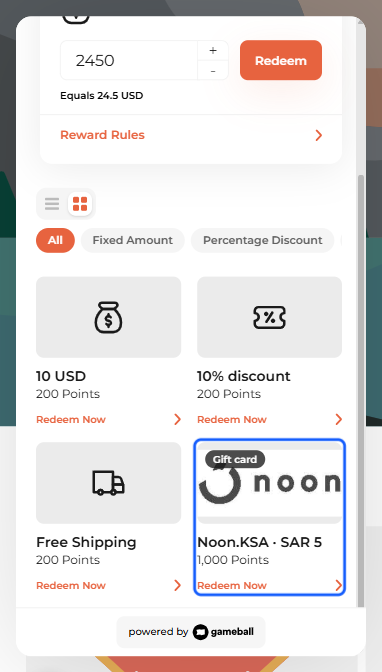 2450
+
-
Redeem
Equals 24.5 USD
Reward Rules
All
Fixed Amount
Percentage Discount
$
%
10 USD
10% discount
200 Points
200 Points
Redeem Now
Redeem Now
Gift card
noon
Free Shipping
Noon.KSA · SAR 5
200 Points
1,000 Points
Redeem Now
Redeem Now
powered by gameball